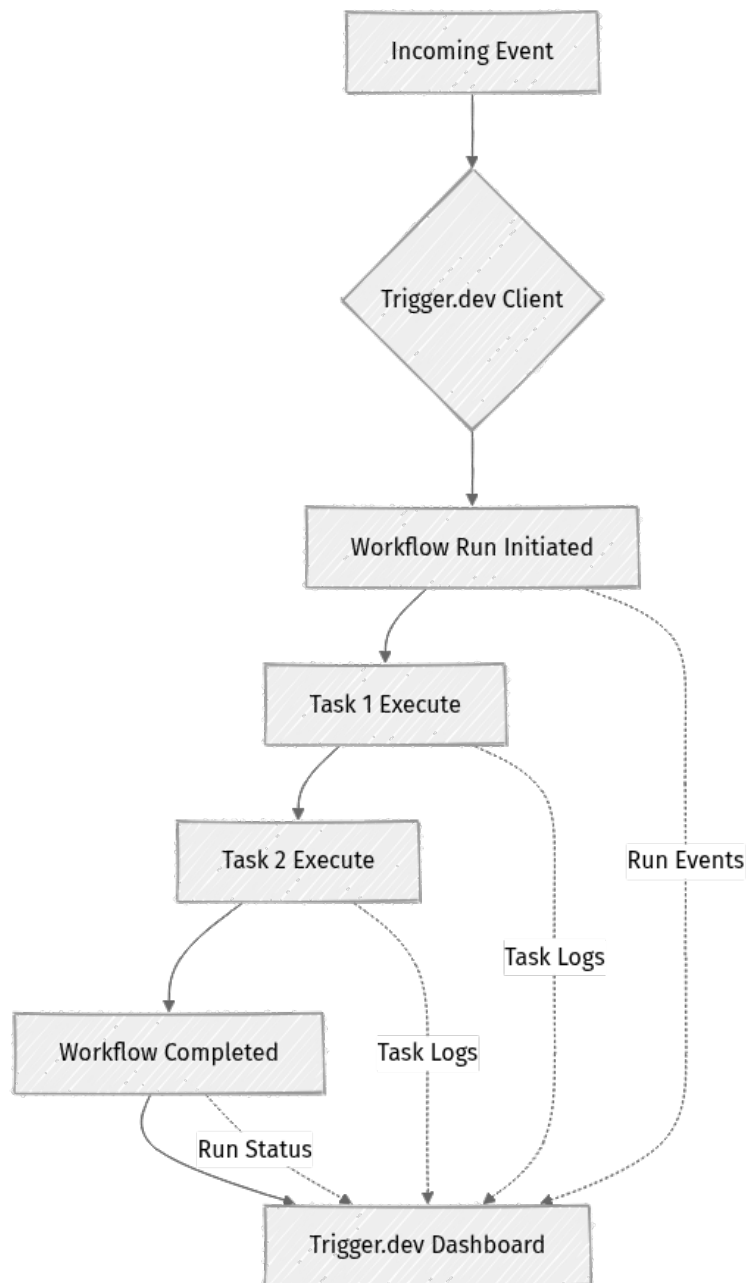 Incoming Event
Trigger.dev Client
Workflow Run Initiated
Task 1 Execute
Task 2 Execute
Run Events
Task Logs
Workflow Completed
Task Logs
Run Status
Trigger.dev Dashboard